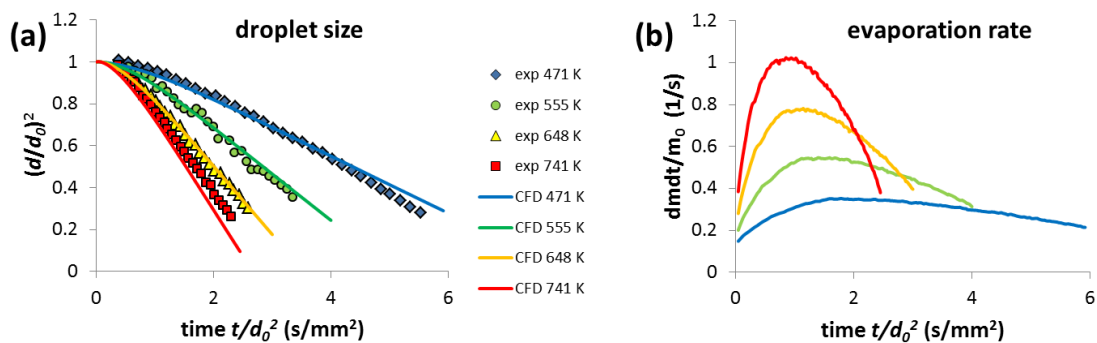 (a)
droplet size
1.2
1
0.8
0.6
0.4
0.2
0
(d/d0)²
0 2 4 6
time t/d0² (s/mm²)
exp 471 K
exp 555 K
exp 648 K
exp 741 K
CFD 471 K
CFD 555 K
CFD 648 K
CFD 741 K
(b)
evaporation rate
1.2
1
0.8
0.6
0.4
0.2
0
dmdt/m0 (1/s)
0 2 4 6
time t/d0² (s/mm²)